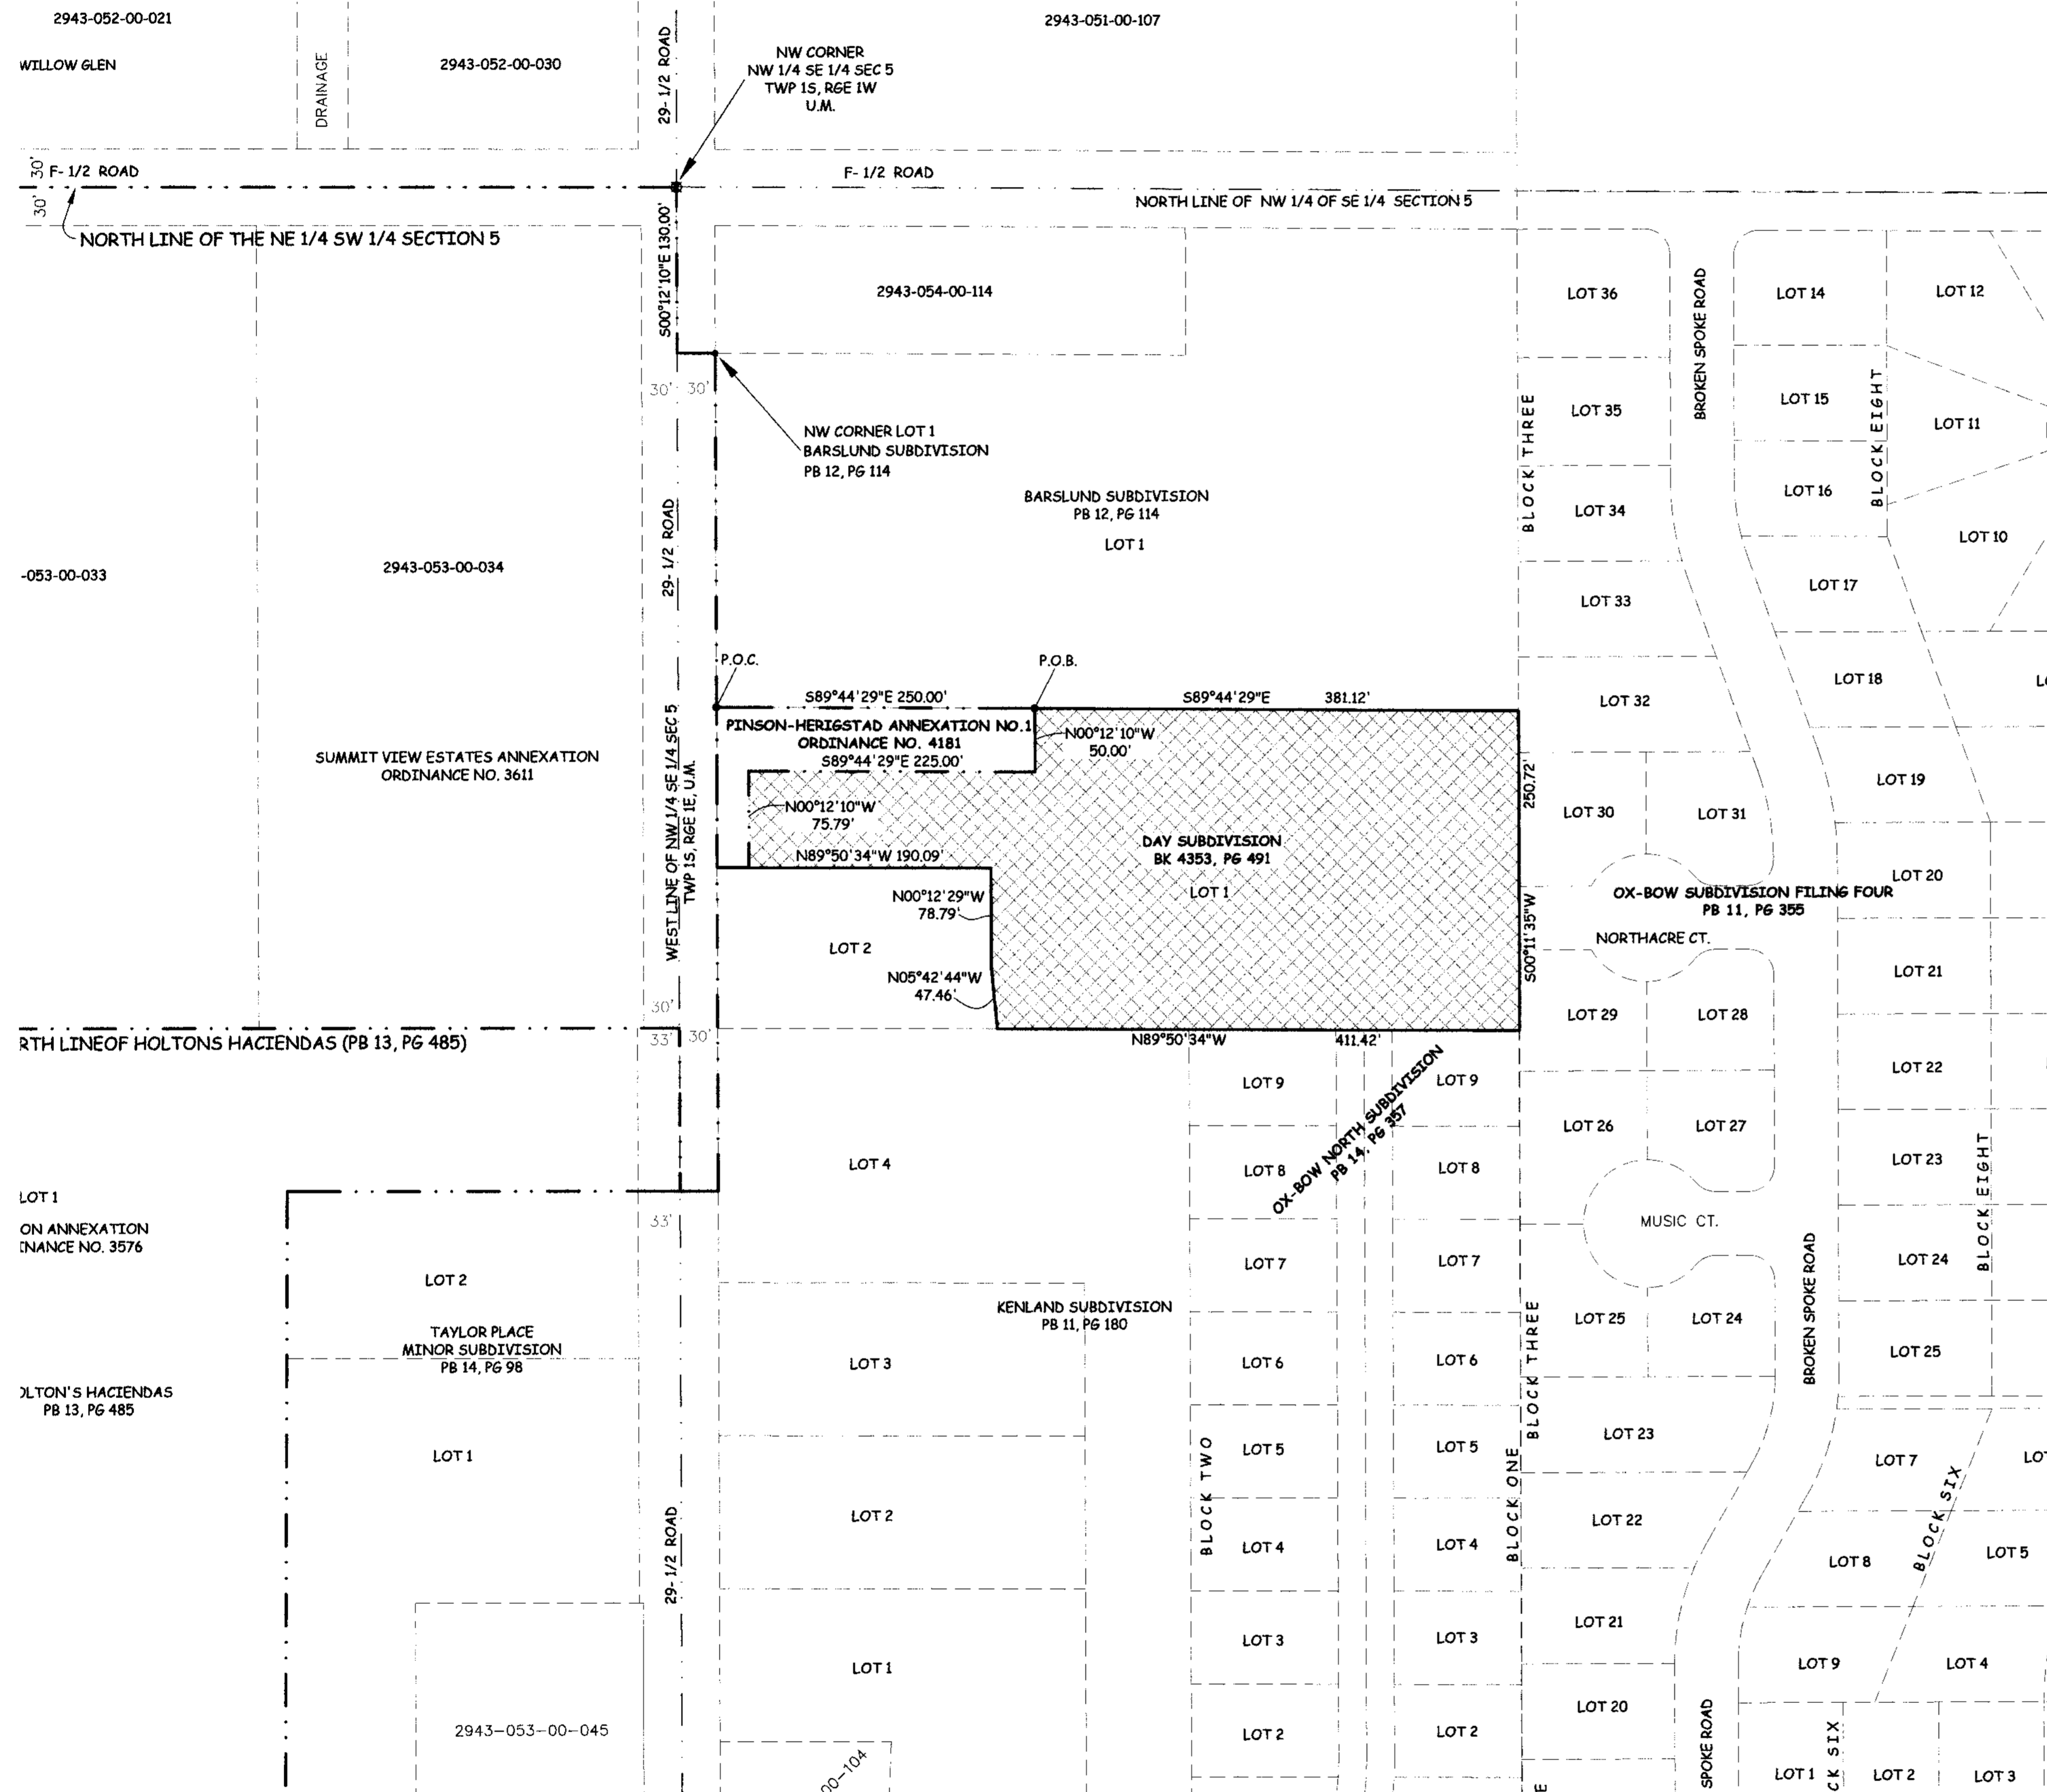 2943-052-00-021
WILLOW GLEN
DRAINAGE
2943-052-00-030
29-1/2 ROAD
NW CORNER
NW 1/4 SE 1/4 SEC 5
TWP 1S, RGE 1W
U.M.
2943-051-00-107
30'
F-1/2 ROAD
30'
NORTH LINE OF THE NE 1/4 SW 1/4 SECTION 5
F-1/2 ROAD
NORTH LINE OF NW 1/4 OF SE 1/4 SECTION 5
S00°12'10"E 130.00'
2943-054-00-114
30'
30'
NW CORNER LOT 1
BARSLUND SUBDIVISION
PB 12, PG 114
BARSLUND SUBDIVISION
PB 12, PG 114
LOT 1
29-1/2 ROAD
-053-00-033
2943-053-00-034
SUMMIT VIEW ESTATES ANNEXATION
ORDINANCE NO. 3611
P.O.C.
P.O.B.
S89°44'29"E 250.00'
S89°44'29"E 381.12'
PINSON-HERIGSTAD ANNEXATION NO.1
ORDINANCE NO. 4181
S89°44'29"E 225.00'
N00°12'10"W
50.00'
N00°12'10"W
75.79'
N89°50'34"W 190.09'
N00°12'29"W
78.79'
N05°42'44"W
47.46'
LOT 2
DAY SUBDIVISION
BK 4353, PG 491
LOT 1
250.72'
S00°11'35"W
WEST LINE OF NW 1/4 SE 1/4 SEC 5
TWP 1S, RGE 1E, U.M.
30'
33'
30'
N89°50'34"W 411.42'
RTH LINEOF HOLTONS HACIENDAS (PB 13, PG 485)
LOT 1
ON ANNEXATION
NANCE NO. 3576
33'
LOT 2
TAYLOR PLACE
MINOR SUBDIVISION
PB 14, PG 98
LOT 1
OLTON'S HACIENDAS
PB 13, PG 485
2943-053-00-045
29-1/2 ROAD
LOT 4
KENLAND SUBDIVISION
PB 11, PG 180
LOT 3
LOT 2
LOT 1
00-104
OX-BOW NORTH SUBDIVISION
PB 14, PG 357
BLOCK TWO
LOT 9
LOT 8
LOT 7
LOT 6
LOT 5
LOT 4
LOT 3
LOT 2
LOT 9
LOT 8
LOT 7
LOT 6
LOT 5
LOT 4
LOT 3
LOT 2
BLOCK ONE
BLOCK THREE
LOT 36
LOT 35
LOT 34
LOT 33
LOT 32
LOT 30
LOT 31
OX-BOW SUBDIVISION FILING FOUR
PB 11, PG 355
NORTHACRE CT.
LOT 29
LOT 28
LOT 26
LOT 27
MUSIC CT.
LOT 25
LOT 24
BLOCK THREE
LOT 23
LOT 22
LOT 21
LOT 20
E
BROKEN SPOKE ROAD
BROKEN SPOKE ROAD
SPOKE ROAD
LOT 14
LOT 12
LOT 15
LOT 11
BLOCK EIGHT
LOT 16
LOT 10
LOT 17
LOT 18
LO
LOT 19
LOT 20
LOT 21
LOT 22
LOT 23
BLOCK EIGHT
LOT 24
LOT 25
LOT 7
LO
BLOCK SIX
LOT 8
LOT 5
LOT 9
LOT 4
LOT 1
CK SIX
LOT 2
LOT 3